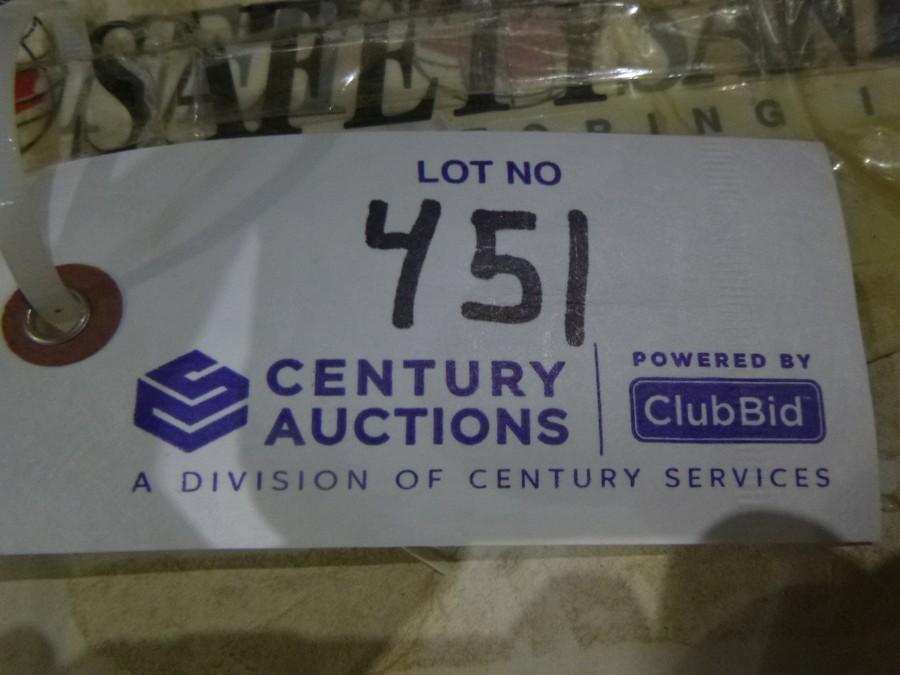 LOT NO
451
CENTURY
AUCTIONS
POWERED BY
ClubBid
A DIVISION OF CENTURY SERVICES